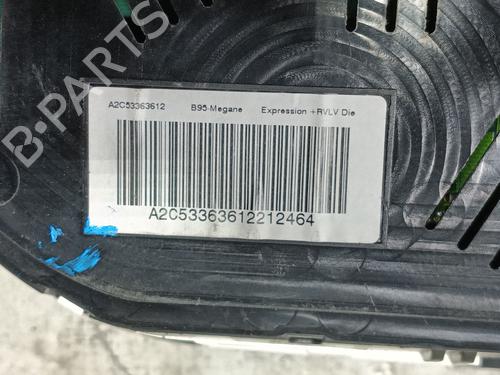 B-PARTS
A2C53363612 B95-Megane Expression +RVLV Die
A2C53363612212464